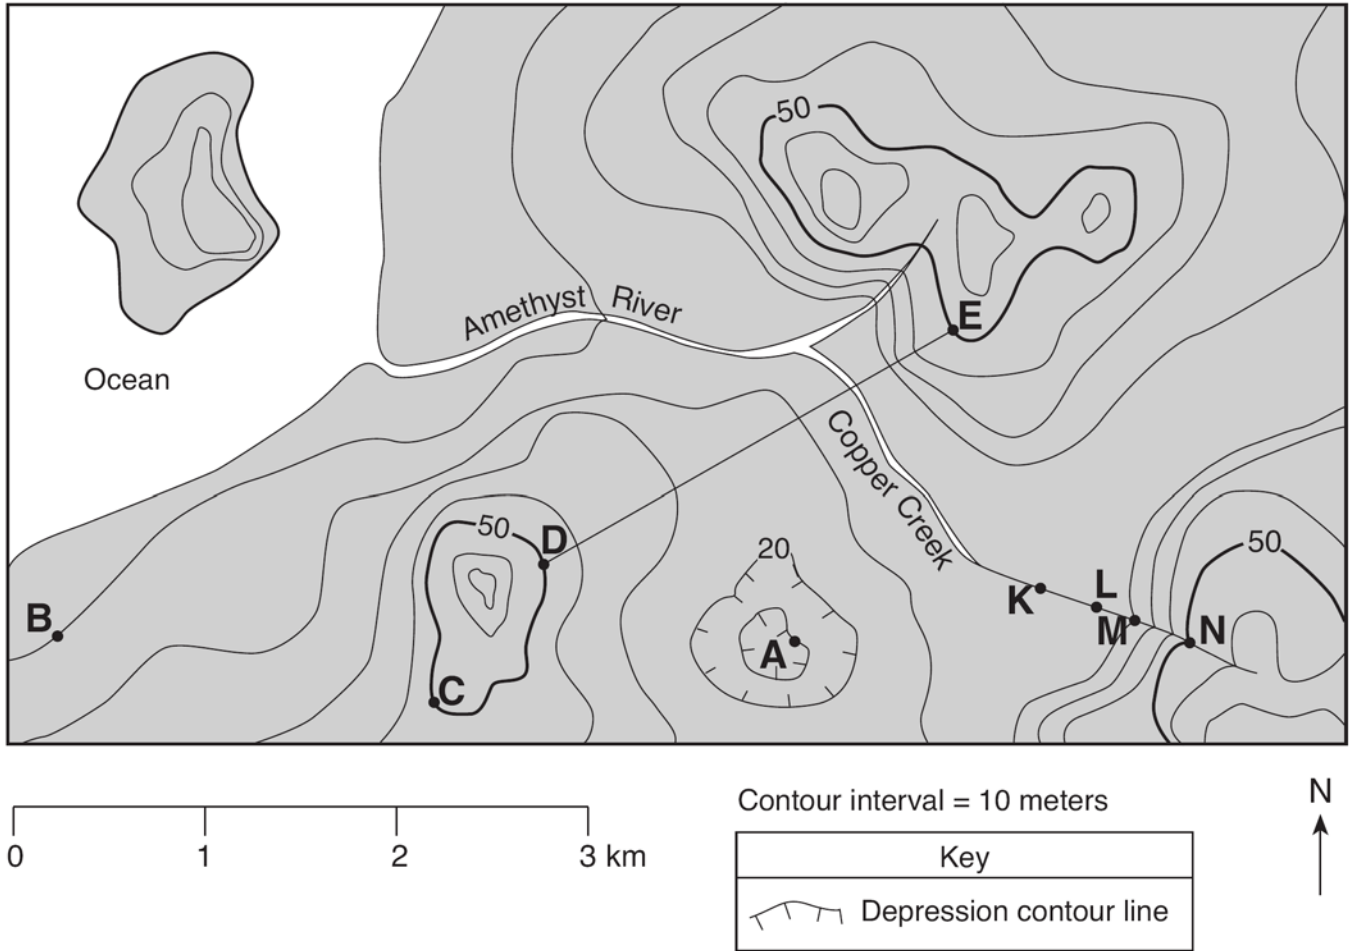 50
Amethyst River
E
Ocean
Copper Creek
50
D
20
50
B
K
L
M
N
A
C
0 1 2 3 km
Contour interval = 10 meters
N
Key
Depression contour line